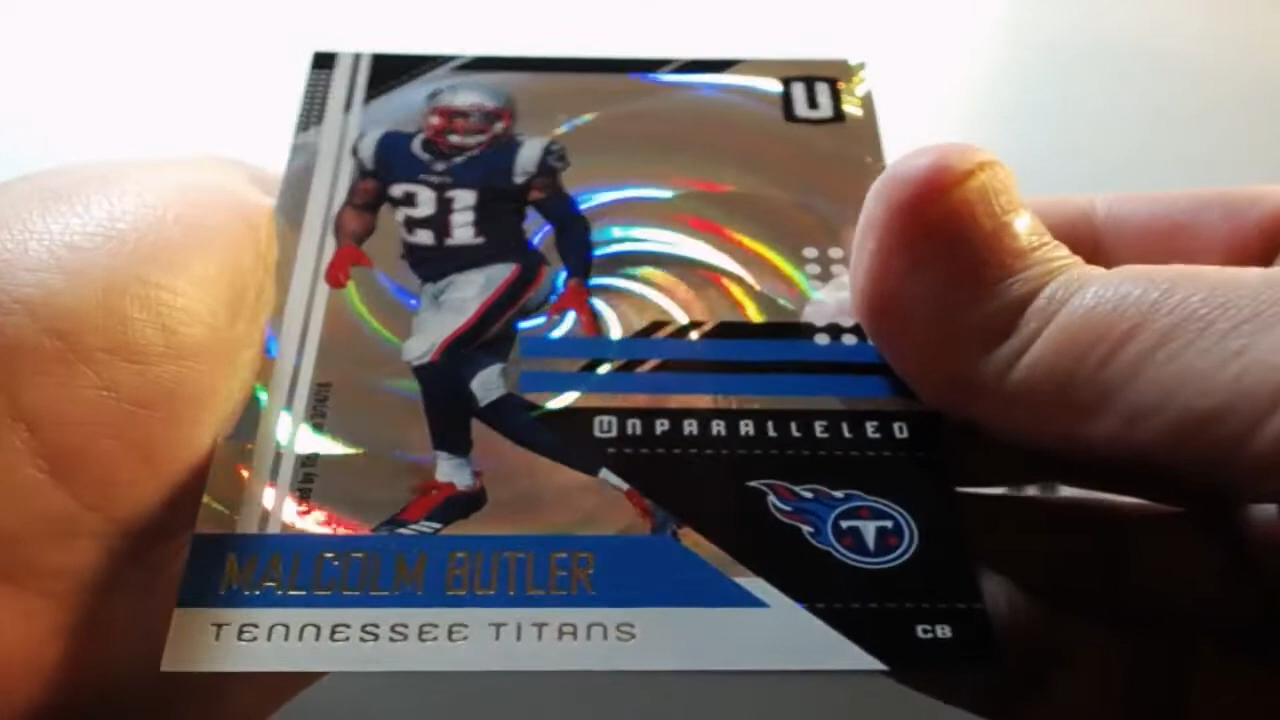 U
21
UNPARALLELED
T
MALCOLM BUTLER
TENNESSEE TITANS
CB